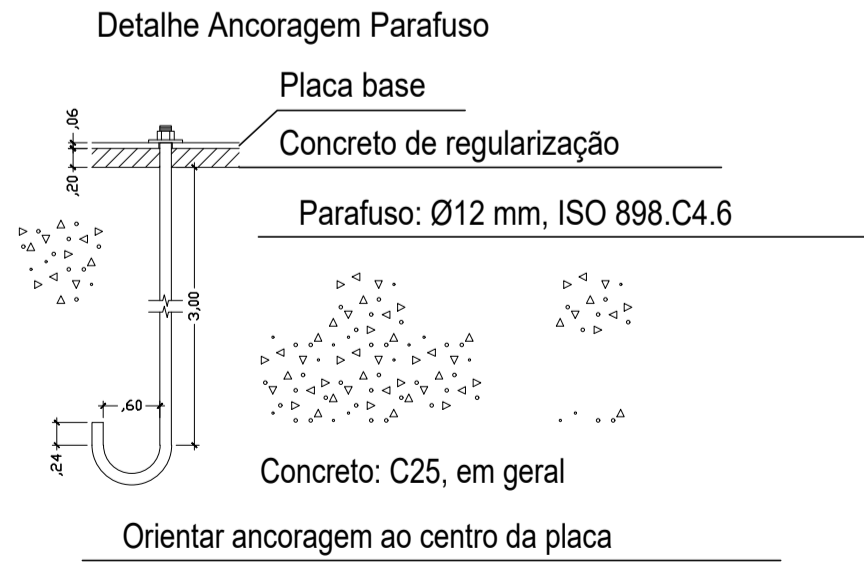 Detalhe Ancoragem Parafuso
Placa base
,06
Concreto de regularização
,20
Parafuso: Ø12 mm, ISO 898.C4.6
3,00
,60
,24
Concreto: C25, em geral
Orientar ancoragem ao centro da placa